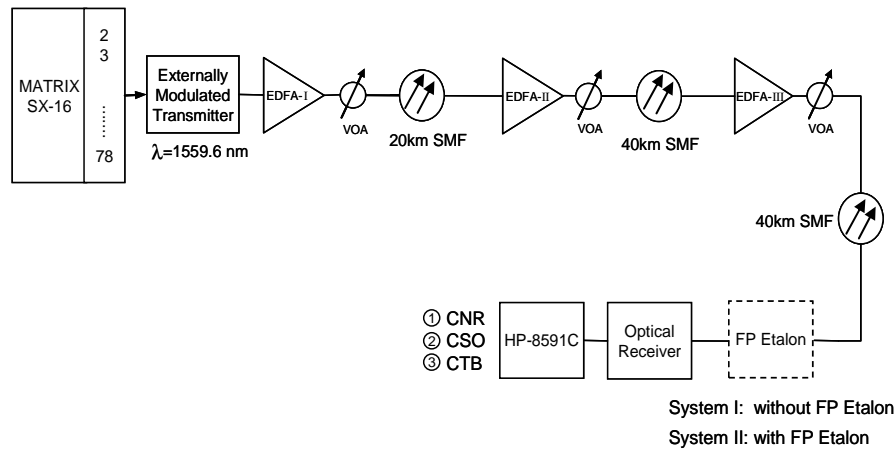 MATRIX
SX-16
2
3
......
78
Externally
Modulated
Transmitter
λ=1559.6 nm
EDFA-I
VOA
20km SMF
EDFA-II
VOA
40km SMF
EDFA-III
VOA
40km SMF
① CNR
② CSO
③ CTB
HP-8591C
Optical
Receiver
FP Etalon
System I: without FP Etalon
System II: with FP Etalon